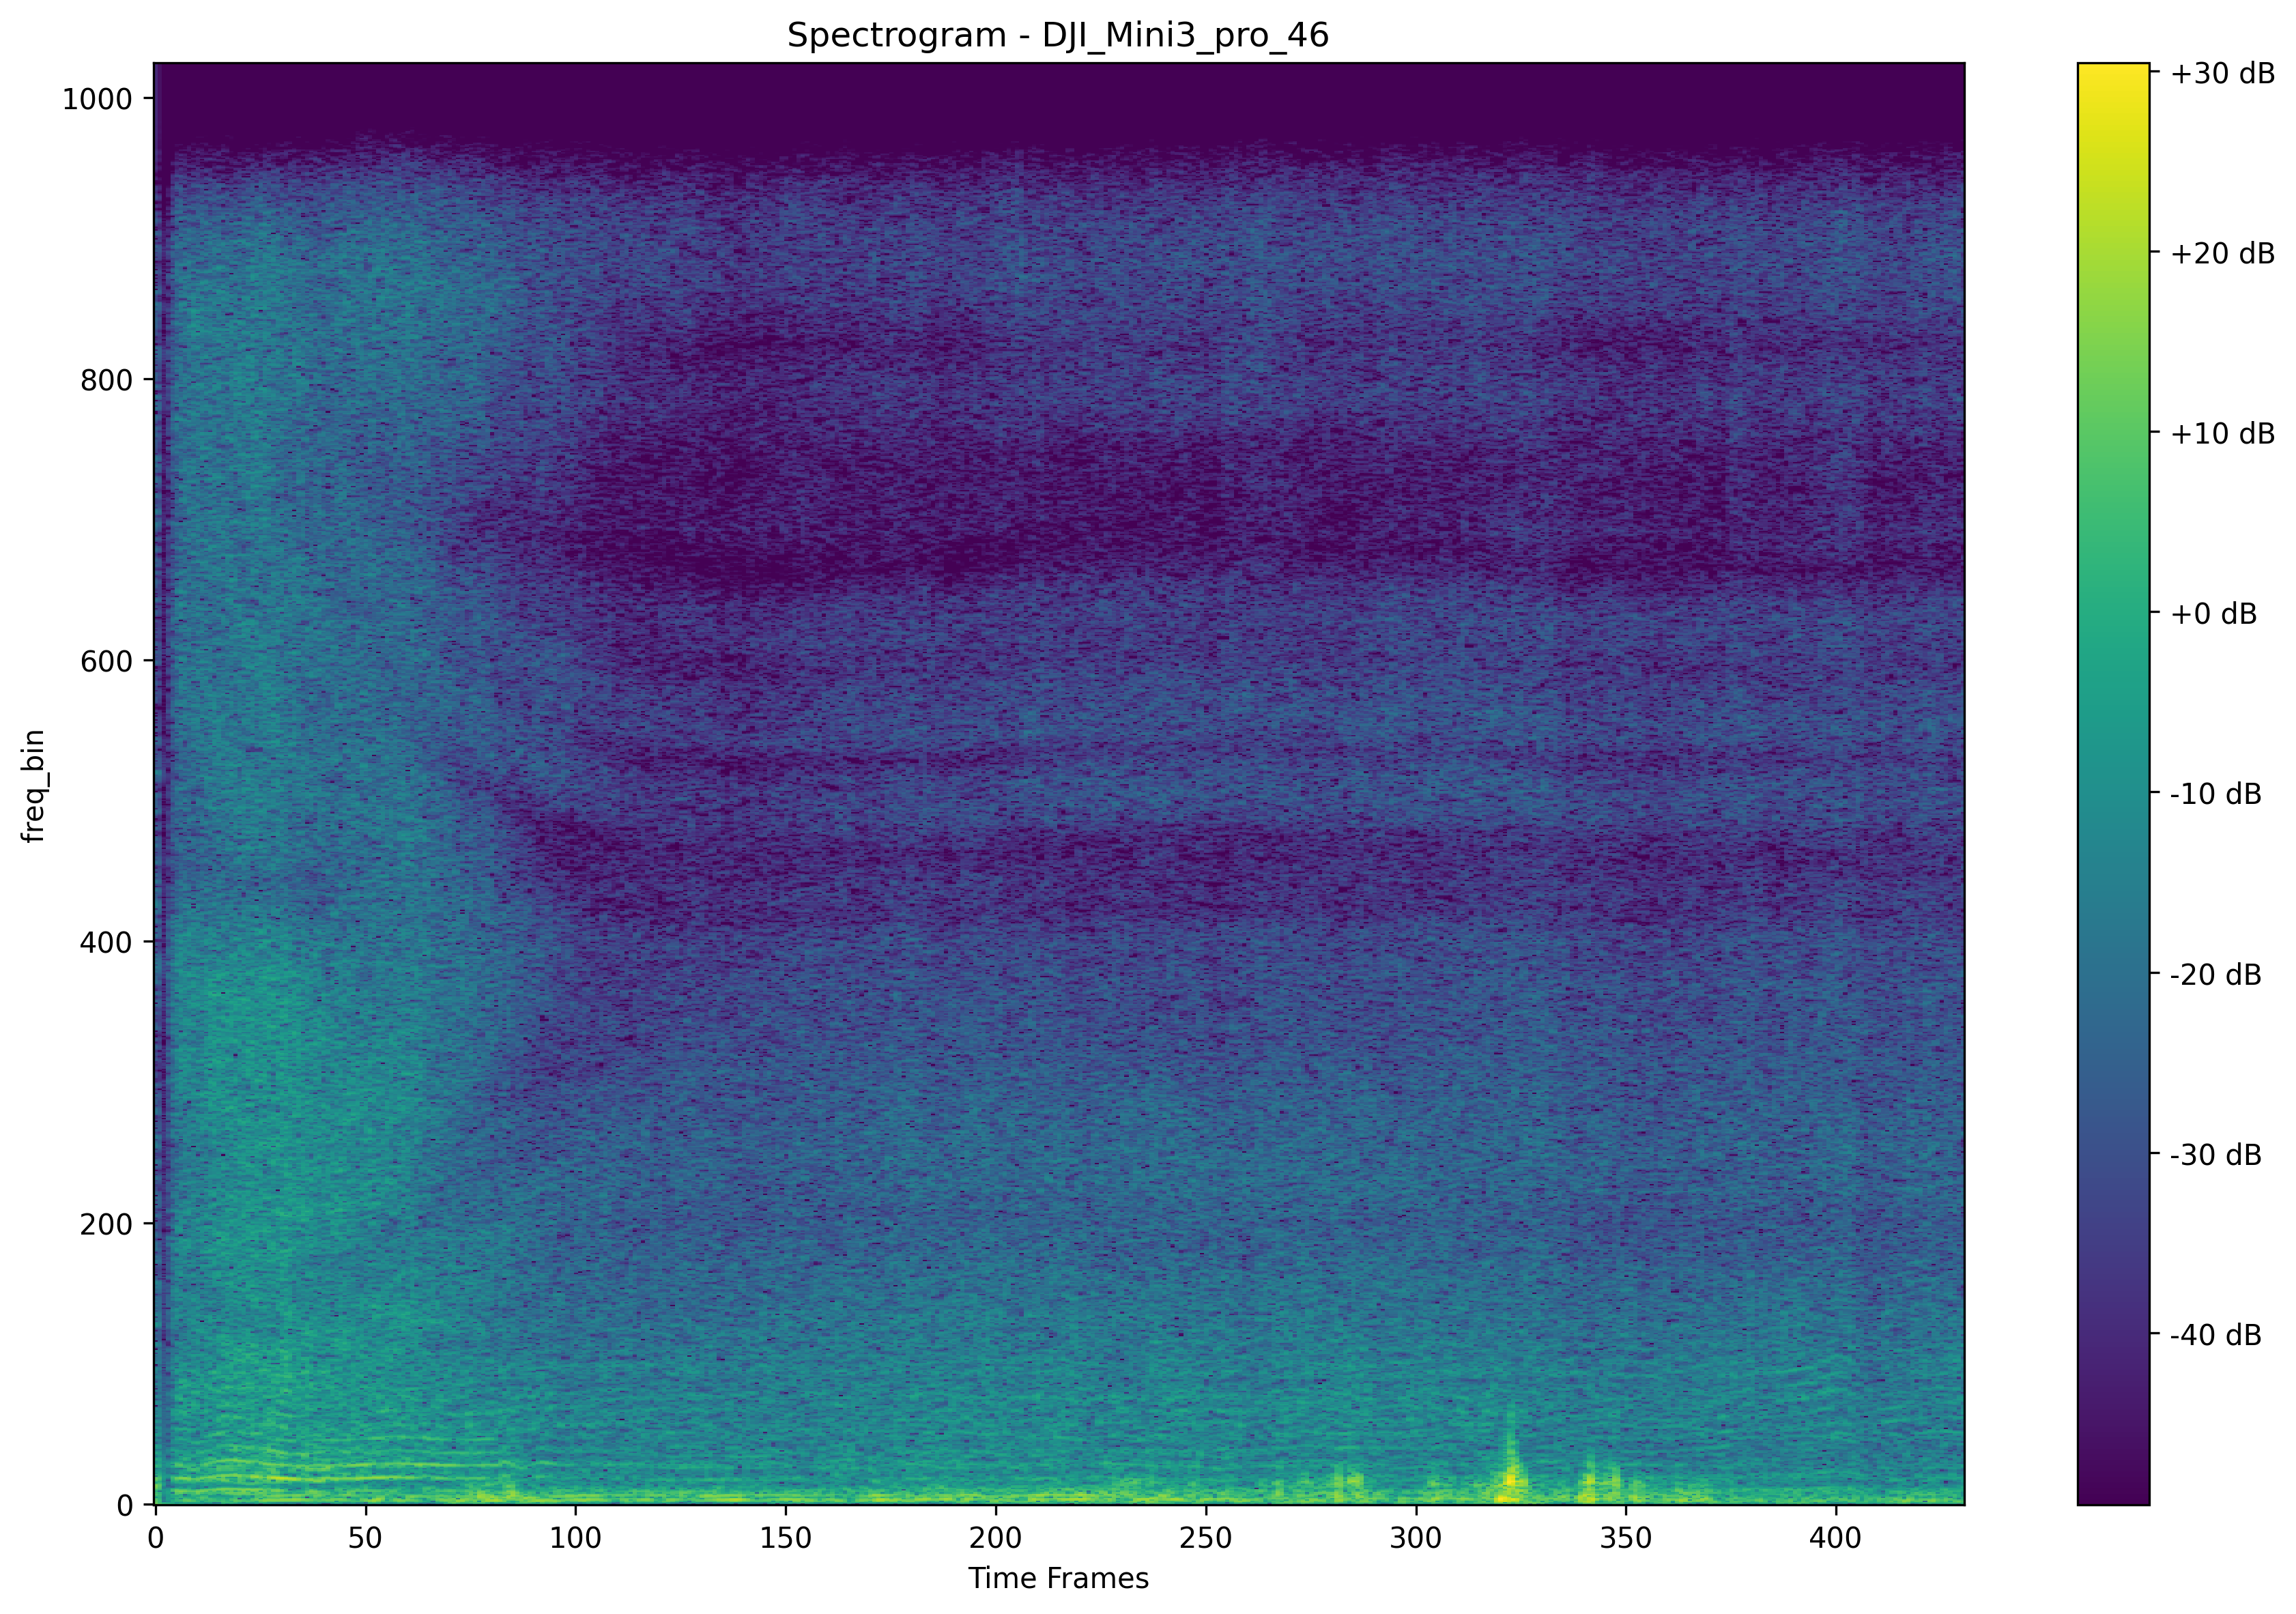 Spectrogram - DJI_Mini3_pro_46
1000
800
600
400
200
0
freq_bin
0 50 100 150 200 250 300 350 400
Time Frames
+30 dB
+20 dB
+10 dB
+0 dB
-10 dB
-20 dB
-30 dB
-40 dB